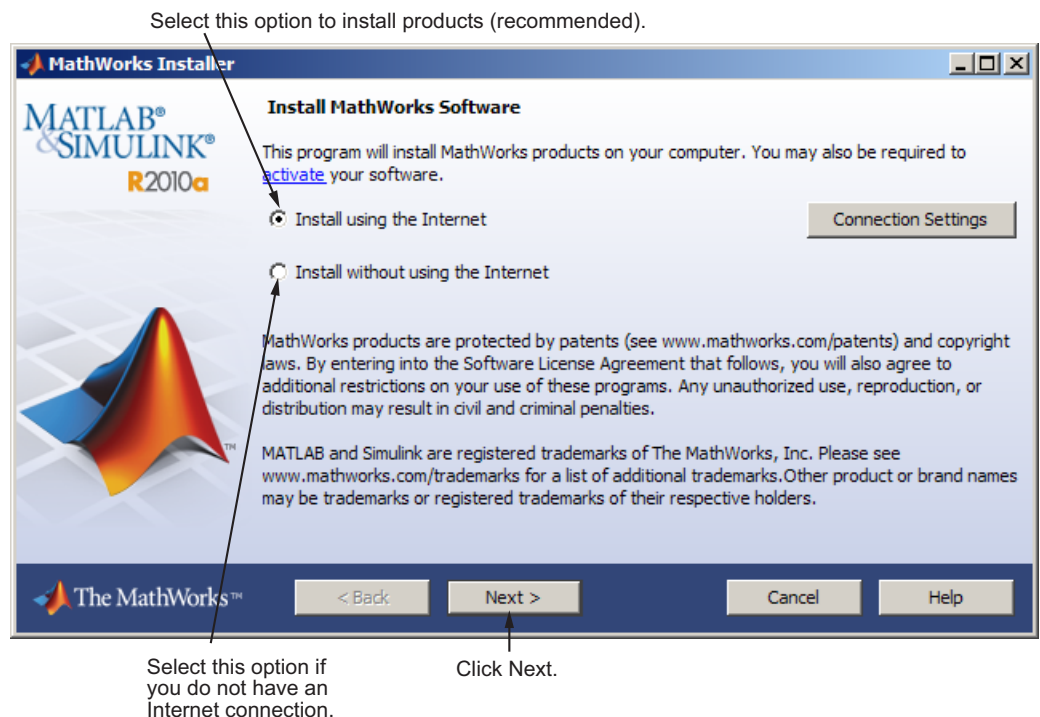 Select this option to install products (recommended).
MathWorks Installer
MATLAB®
&SIMULINK®
R2010a
Install MathWorks Software
This program will install MathWorks products on your computer. You may also be required to
activate your software.
Install using the Internet
Connection Settings
Install without using the Internet
MathWorks products are protected by patents (see www.mathworks.com/patents) and copyright
laws. By entering into the Software License Agreement that follows, you will also agree to
additional restrictions on your use of these programs. Any unauthorized use, reproduction, or
distribution may result in civil and criminal penalties.
TM
MATLAB and Simulink are registered trademarks of The MathWorks, Inc. Please see
www.mathworks.com/trademarks for a list of additional trademarks.Other product or brand names
may be trademarks or registered trademarks of their respective holders.
The MathWorks™
< Back
Next >
Cancel
Help
Select this option if
you do not have an
Internet connection.
Click Next.